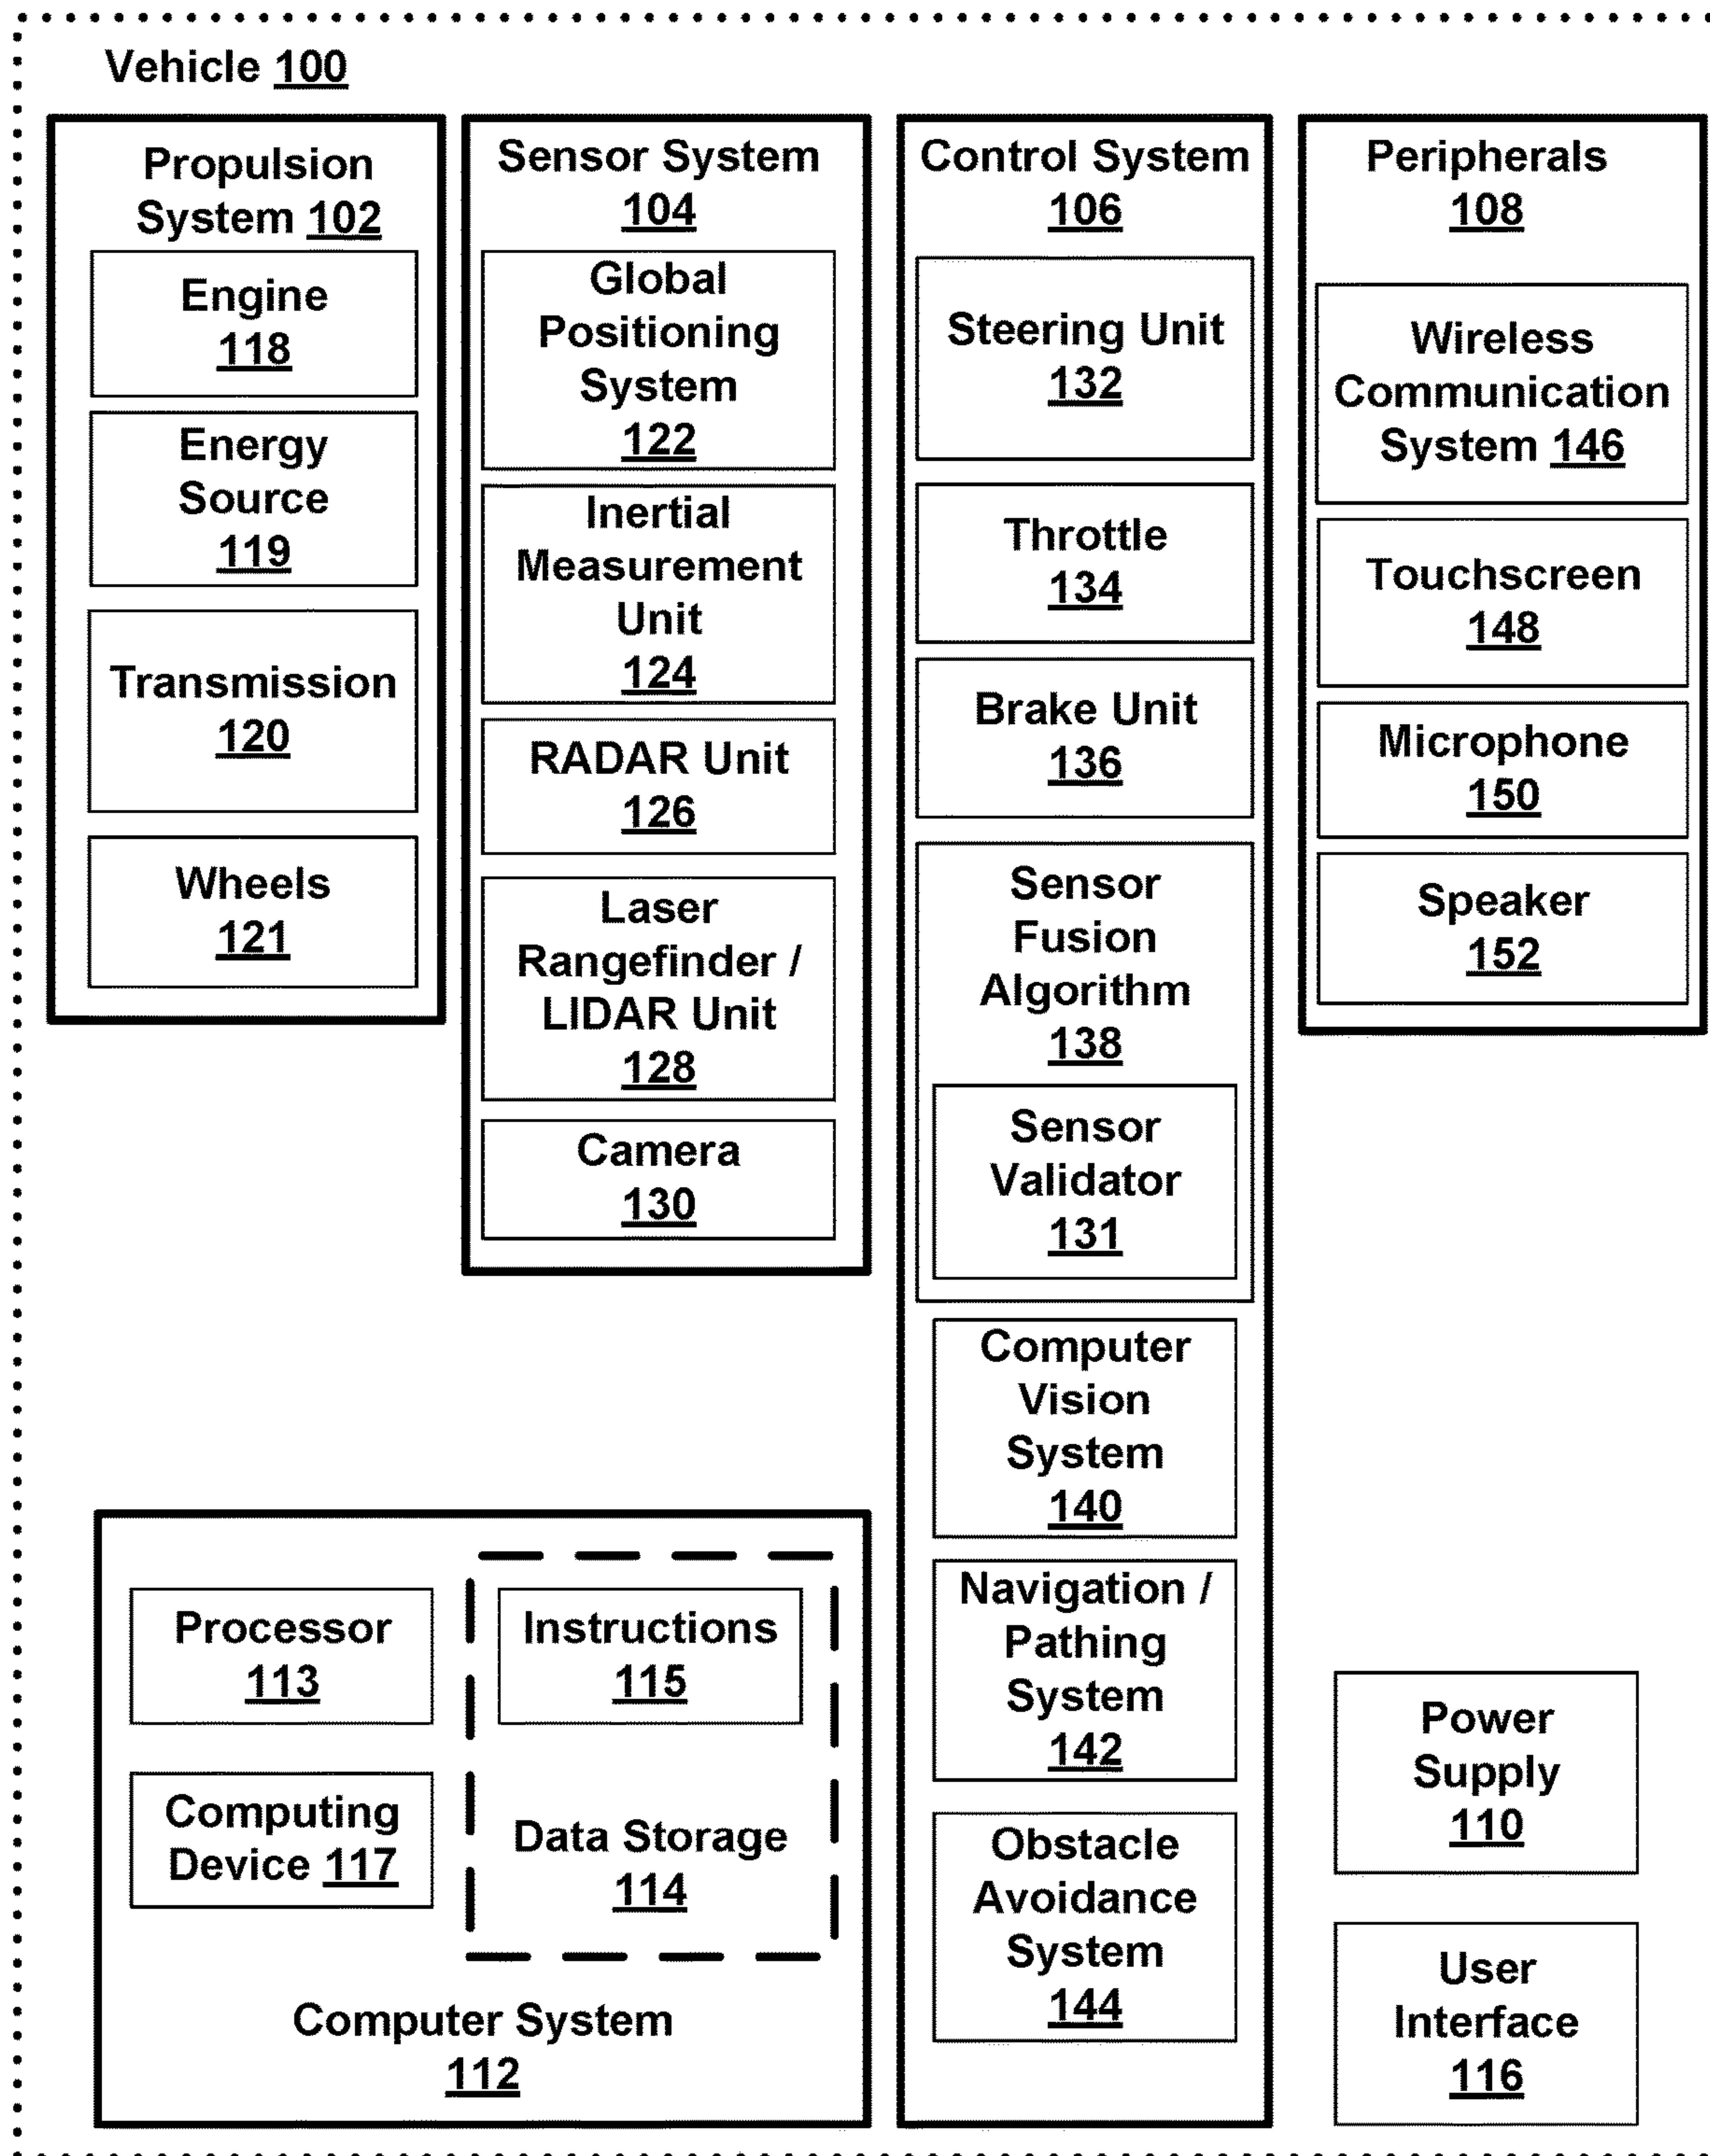 Vehicle 100
Propulsion
System 102
Engine
118
Energy
Source
119
Transmission
120
Wheels
121
Sensor System
104
Global
Positioning
System
122
Inertial
Measurement
Unit
124
RADAR Unit
126
Laser
Rangefinder /
LIDAR Unit
128
Camera
130
Control System
106
Steering Unit
132
Throttle
134
Brake Unit
136
Sensor
Fusion
Algorithm
138
Sensor
Validator
131
Computer
Vision
System
140
Navigation /
Pathing
System
142
Obstacle
Avoidance
System
144
Peripherals
108
Wireless
Communication
System 146
Touchscreen
148
Microphone
150
Speaker
152
Processor
113
Computing
Device 117
Instructions
115
Data Storage
114
Computer System
112
Power
Supply
110
User
Interface
116